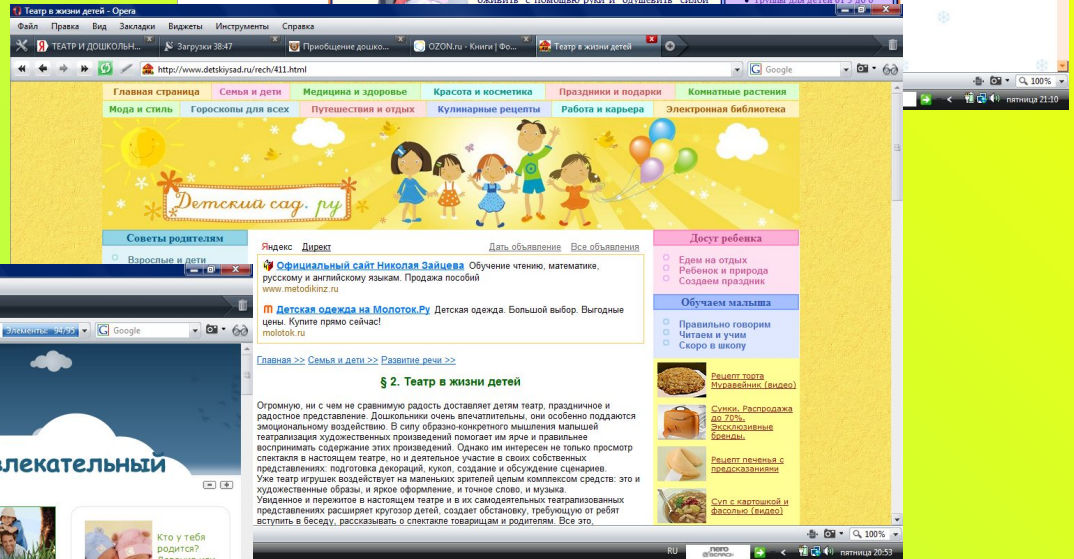 оживить с помощью руки и одушевить силой
Театр в жизни детей - Opera
Файл Правка Вид Закладки Виджеты Инструменты Справка
ТЕАТР И ДОШКОЛЬН... Загрузки 38:47 Приобщение дошко... OZON.ru - Книги | Фо... Театр в жизни детей
http://www.detskiysad.ru/rech/411.html Google
100%
пятница 21:10
Главная страница Семья и дети Медицина и здоровье Красота и косметика Праздники и подарки Комнатные растения
Мода и стиль Гороскопы для всех Путешествия и отдых Кулинарные рецепты Работа и карьера Электронная библиотека
Детский сад. ру
Советы родителям
Взрослые и дети
Яндекс Директ Дать объявление Все объявления
Официальный сайт Николая Зайцева Обучение чтению, математике,
русскому и английскому языкам. Продажа пособий
www.metodikinz.ru
Детская одежда на Молоток.Ру Детская одежда. Большой выбор. Выгодные
цены. Купите прямо сейчас!
molotok.ru
Главная >> Семья и дети >> Развитие речи >>
§ 2. Театр в жизни детей
Огромную, ни с чем не сравнимую радость доставляет детям театр, праздничное и
радостное представление. Дошкольники очень впечатлительны, они особенно поддаются
эмоциональному воздействию. В силу образно-конкретного мышления малышей
театрализация художественных произведений помогает им ярче и правильнее
воспринимать содержание этих произведений. Однако им интересен не только просмотр
спектакля в настоящем театре, но и деятельное участие в своих собственных
представлениях: подготовка декораций, кукол, создание и обсуждение сценариев.
Уже театр игрушек воздействует на маленьких зрителей целым комплексом средств: это и
художественные образы, и яркое оформление, и точное слово, и музыка.
Увиденное и пережитое в настоящем театре и в их самодеятельных театрализованных
представлениях расширяет кругозор детей, создает обстановку, требующую от ребят
вступить в беседу, рассказывать о спектакле товарищам и родителям. Все это,
Досуг ребенка
Едем на отдых
Ребенок и природа
Создаем праздник
Обучаем малыша
Правильно говорим
Читаем и учим
Скоро в школу
Рецепт торта
Муравейник (видео)
Сумки. Распродажа
до 70%.
Эксклюзивные
бренды.
Рецепт печенья с
предсказаниями
Суп с картошкой и
фасолью (видео)
Элементы: 94/95 Google
влекательный
Кто у тебя
родится?
100%
RU nero SEARCH пятница 20:53